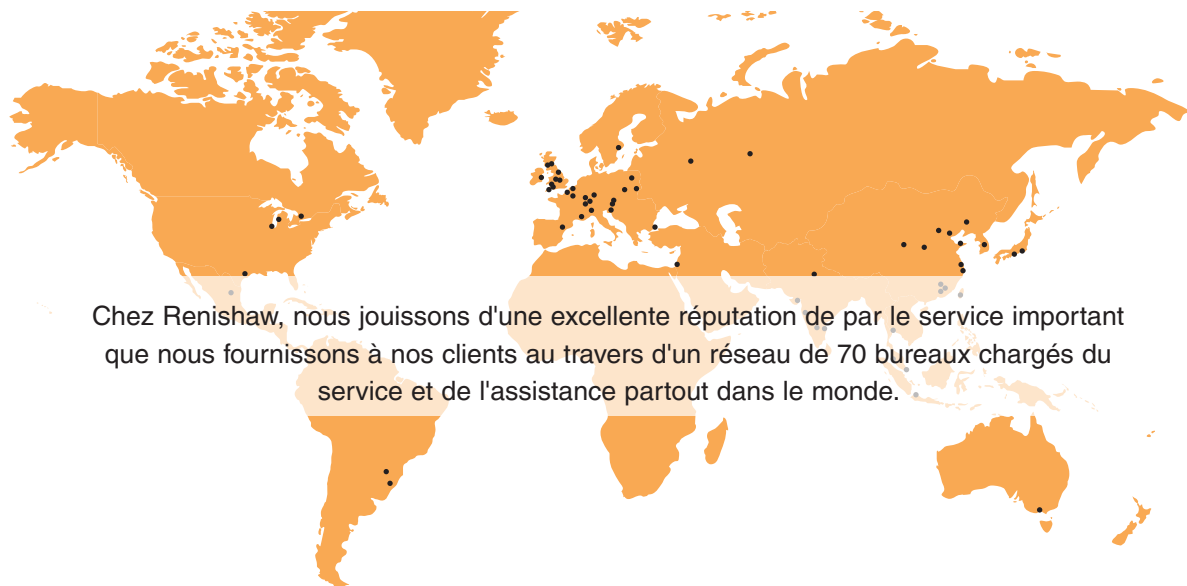 Chez Renishaw, nous jouissons d'une excellente réputation de par le service important
que nous fournissons à nos clients au travers d'un réseau de 70 bureaux chargés du
service et de l'assistance partout dans le monde.